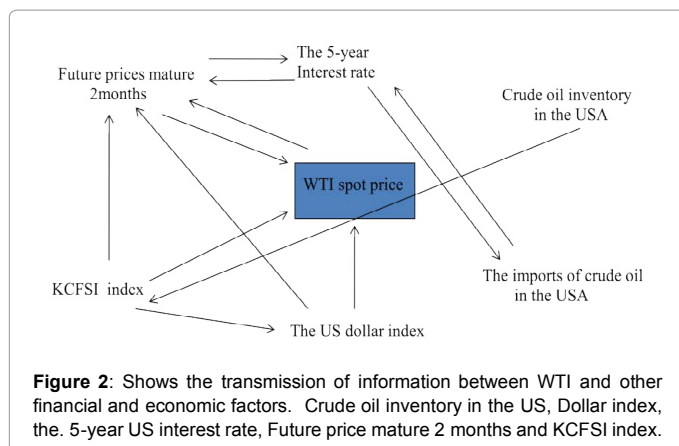 The 5-year
Interest rate
Future prices mature
2months
Crude oil inventory
in the USA
WTI spot price
The imports of crude oil
in the USA
KCFSI index
The US dollar index
Figure 2: Shows the transmission of information between WTI and other
financial and economic factors. Crude oil inventory in the US, Dollar index,
the. 5-year US interest rate, Future price mature 2 months and KCFSI index.